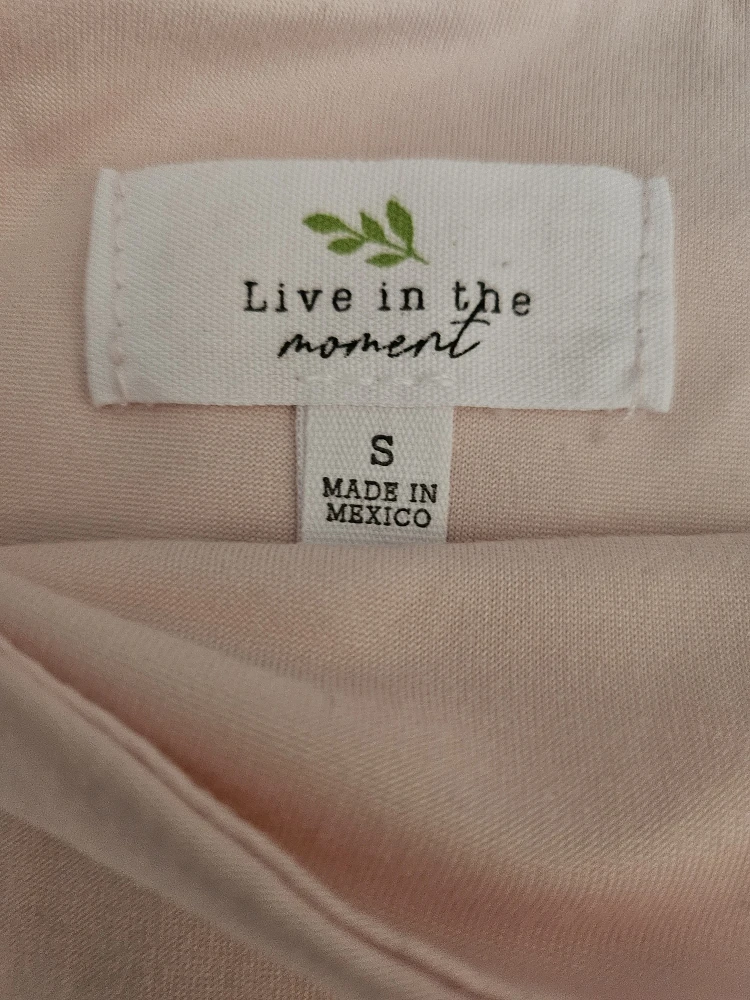 Live in the
moment
S
MADE IN
MEXICO